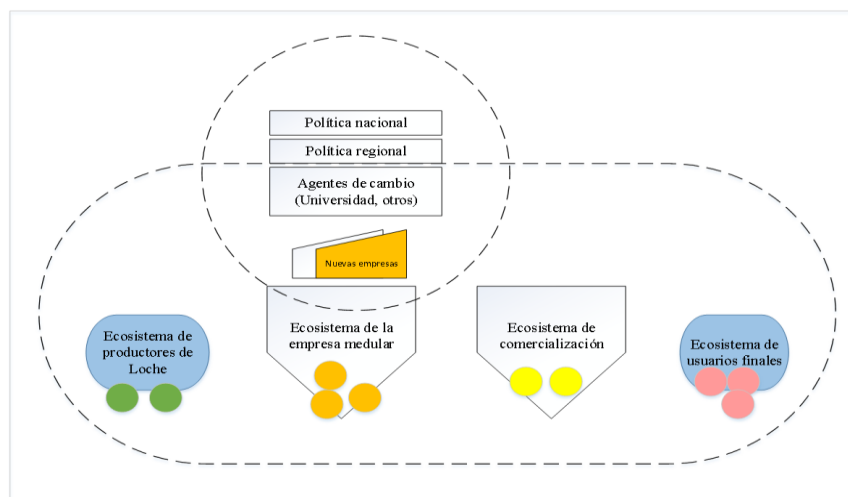 Política nacional
Política regional
Agentes de cambio
(Universidad, otros)
Nuevas empresas
Ecosistema de
productores de
Loche
Ecosistema de la
empresa medular
Ecosistema de
comercialización
Ecosistema de
usuarios finales